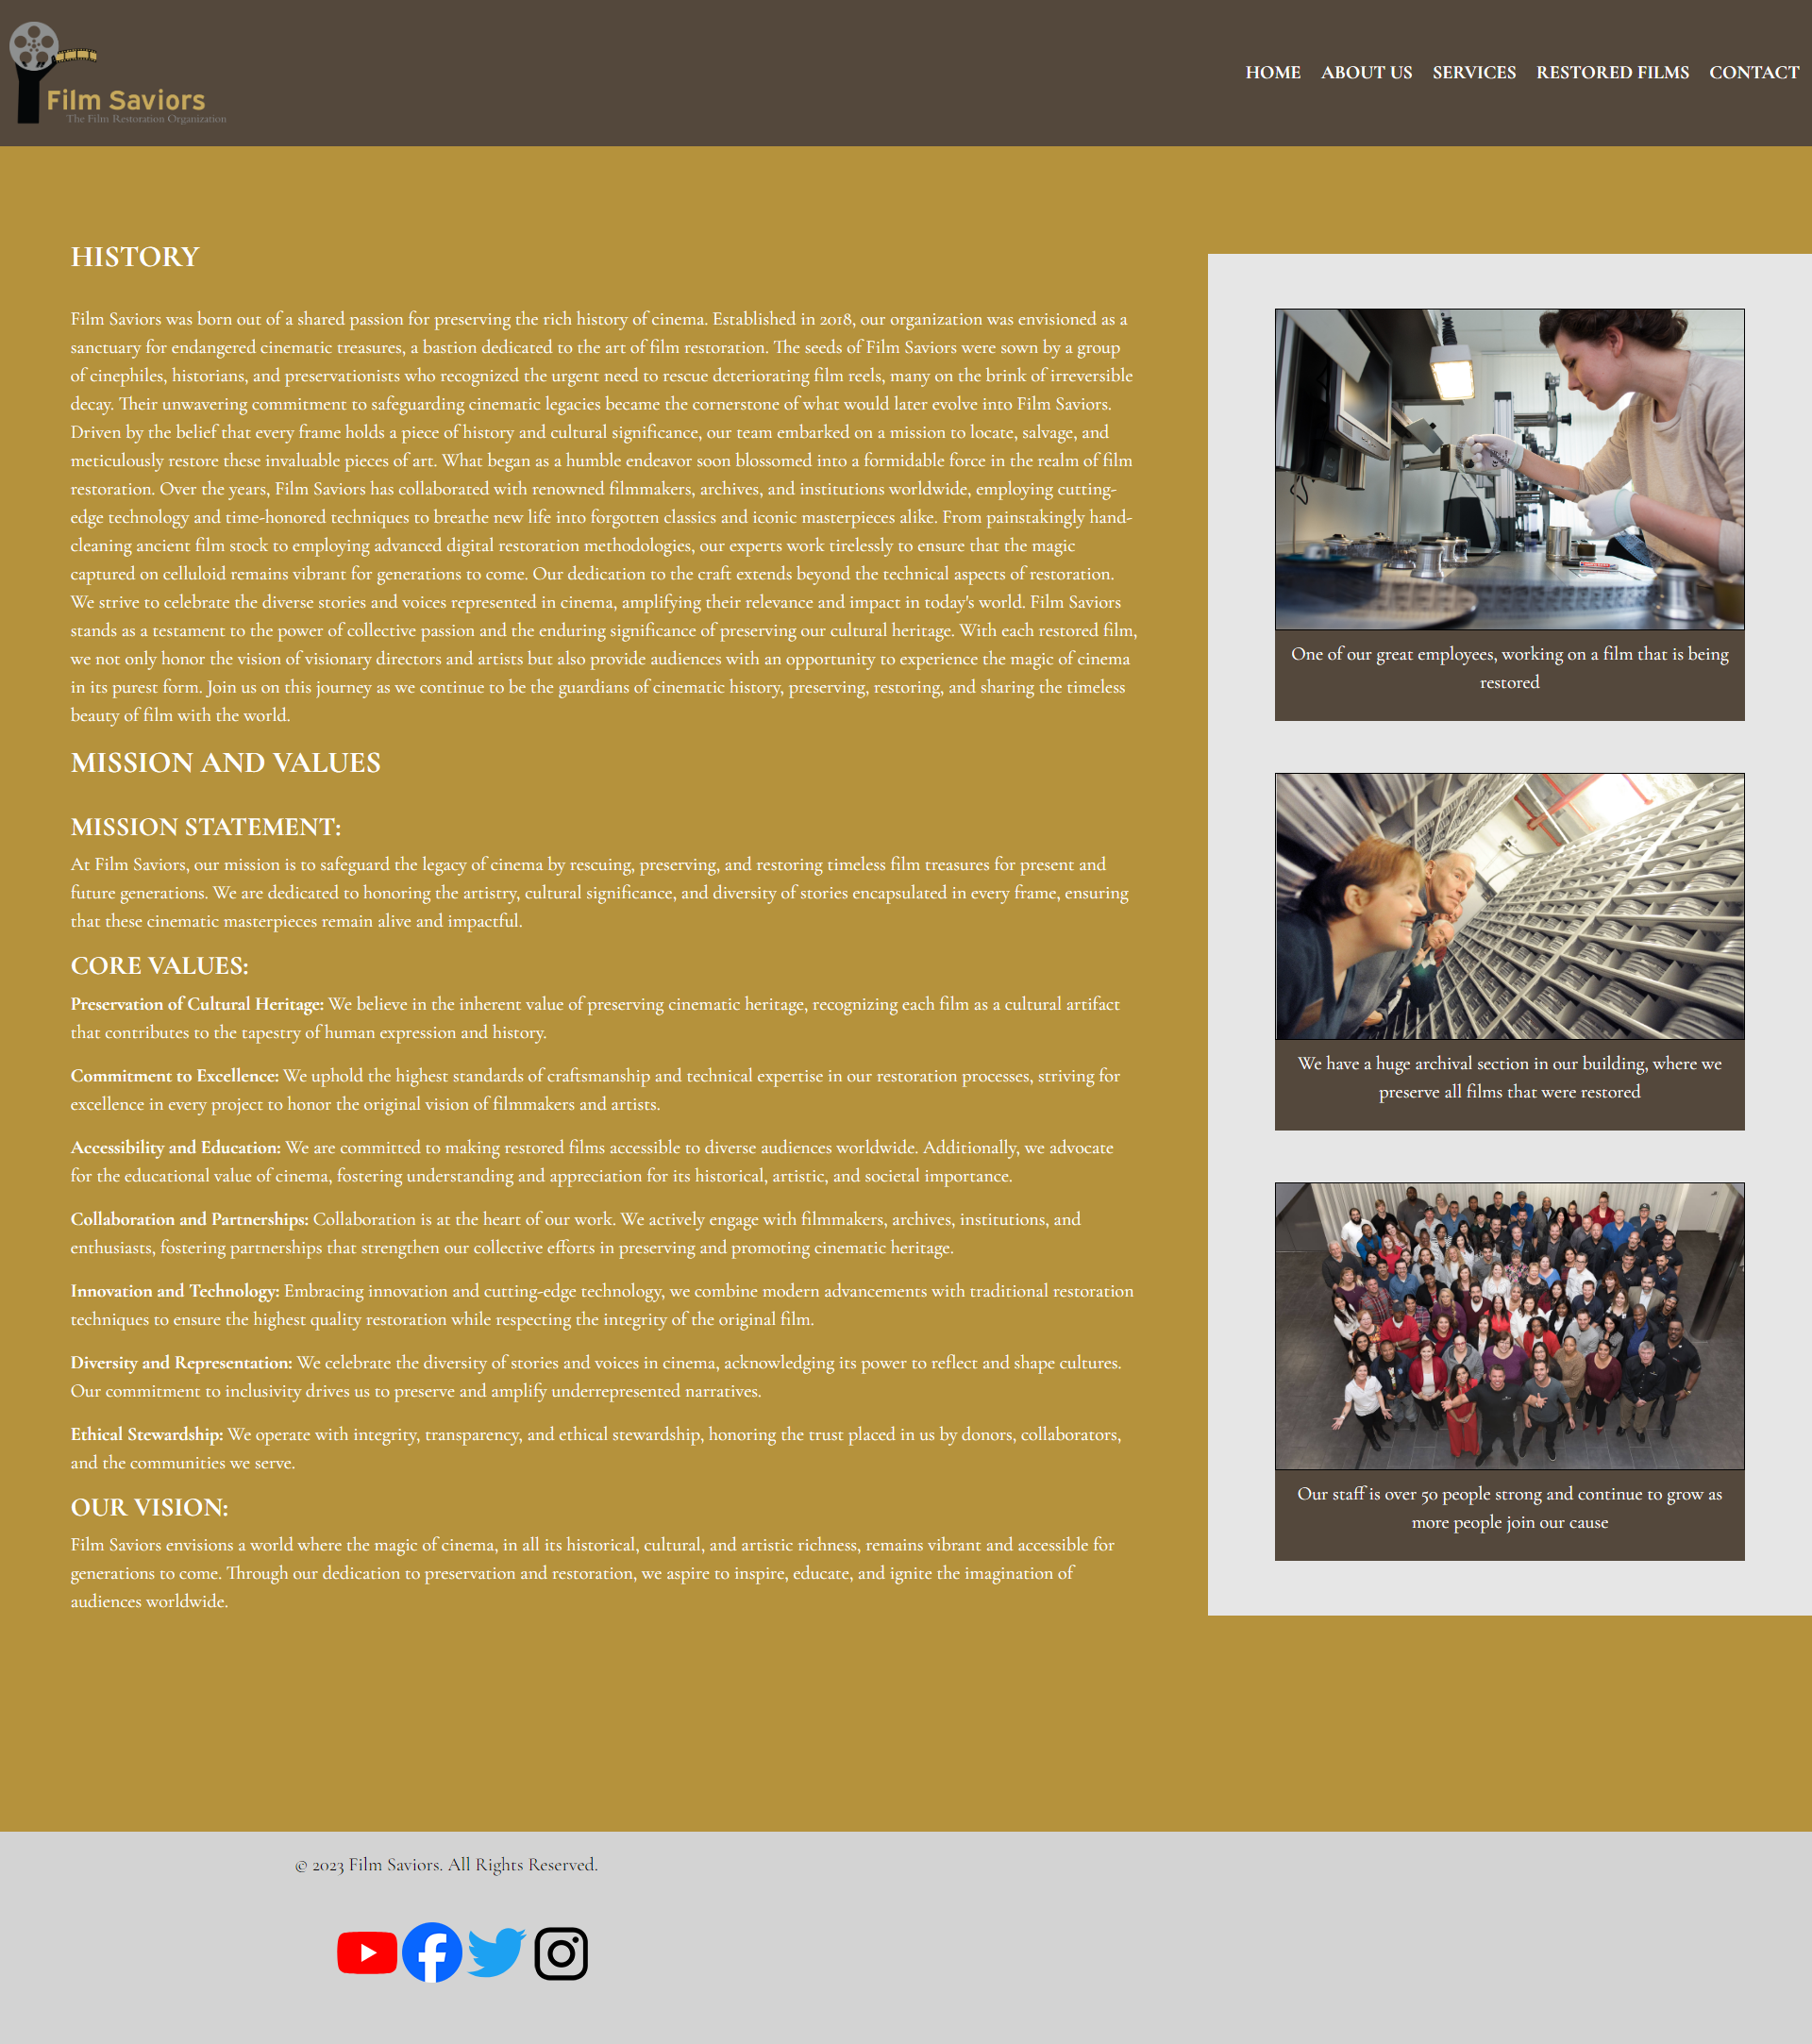 Film Saviors
The Film Restoration Organization
HOME ABOUT US SERVICES RESTORED FILMS CONTACT
HISTORY
Film Saviors was born out of a shared passion for preserving the rich history of cinema. Established in 2018, our organization was envisioned as a
sanctuary for endangered cinematic treasures, a bastion dedicated to the art of film restoration. The seeds of Film Saviors were sown by a group
of cinephiles, historians, and preservationists who recognized the urgent need to rescue deteriorating film reels, many on the brink of irreversible
decay. Their unwavering commitment to safeguarding cinematic legacies became the cornerstone of what would later evolve into Film Saviors.
Driven by the belief that every frame holds a piece of history and cultural significance, our team embarked on a mission to locate, salvage, and
meticulously restore these invaluable pieces of art. What began as a humble endeavor soon blossomed into a formidable force in the realm of film
restoration. Over the years, Film Saviors has collaborated with renowned filmmakers, archives, and institutions worldwide, employing cutting-
edge technology and time-honored techniques to breathe new life into forgotten classics and iconic masterpieces alike. From painstakingly hand-
cleaning ancient film stock to employing advanced digital restoration methodologies, our experts work tirelessly to ensure that the magic
captured on celluloid remains vibrant for generations to come. Our dedication to the craft extends beyond the technical aspects of restoration.
We strive to celebrate the diverse stories and voices represented in cinema, amplifying their relevance and impact in today's world. Film Saviors
stands as a testament to the power of collective passion and the enduring significance of preserving our cultural heritage. With each restored film,
we not only honor the vision of visionary directors and artists but also provide audiences with an opportunity to experience the magic of cinema
in its purest form. Join us on this journey as we continue to be the guardians of cinematic history, preserving, restoring, and sharing the timeless
beauty of film with the world.
MISSION AND VALUES
MISSION STATEMENT:
At Film Saviors, our mission is to safeguard the legacy of cinema by rescuing, preserving, and restoring timeless film treasures for present and
future generations. We are dedicated to honoring the artistry, cultural significance, and diversity of stories encapsulated in every frame, ensuring
that these cinematic masterpieces remain alive and impactful.
CORE VALUES:
Preservation of Cultural Heritage: We believe in the inherent value of preserving cinematic heritage, recognizing each film as a cultural artifact
that contributes to the tapestry of human expression and history.
Commitment to Excellence: We uphold the highest standards of craftsmanship and technical expertise in our restoration processes, striving for
excellence in every project to honor the original vision of filmmakers and artists.
Accessibility and Education: We are committed to making restored films accessible to diverse audiences worldwide. Additionally, we advocate
for the educational value of cinema, fostering understanding and appreciation for its historical, artistic, and societal importance.
Collaboration and Partnerships: Collaboration is at the heart of our work. We actively engage with filmmakers, archives, institutions, and
enthusiasts, fostering partnerships that strengthen our collective efforts in preserving and promoting cinematic heritage.
Innovation and Technology: Embracing innovation and cutting-edge technology, we combine modern advancements with traditional restoration
techniques to ensure the highest quality restoration while respecting the integrity of the original film.
Diversity and Representation: We celebrate the diversity of stories and voices in cinema, acknowledging its power to reflect and shape cultures.
Our commitment to inclusivity drives us to preserve and amplify underrepresented narratives.
Ethical Stewardship: We operate with integrity, transparency, and ethical stewardship, honoring the trust placed in us by donors, collaborators,
and the communities we serve.
OUR VISION:
Film Saviors envisions a world where the magic of cinema, in all its historical, cultural, and artistic richness, remains vibrant and accessible for
generations to come. Through our dedication to preservation and restoration, we aspire to inspire, educate, and ignite the imagination of
audiences worldwide.
One of our great employees, working on a film that is being
restored
We have a huge archival section in our building, where we
preserve all films that were restored
Our staff is over 50 people strong and continue to grow as
more people join our cause
© 2023 Film Saviors. All Rights Reserved.